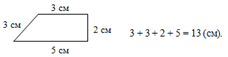 3 см
3 см
2 см
5 см
3 + 3 + 2 + 5 = 13 (см).